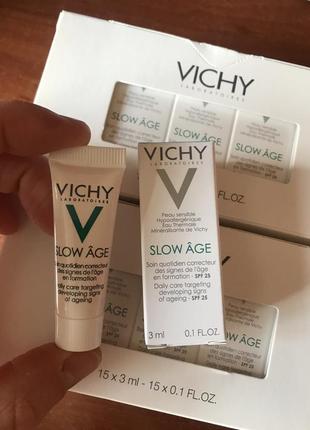 VICHY
LABORATOIRES
SLOW ÂGE
SLOW ÂGE
SLOW ÂGE
FL.OZ.
VICHY
LABORATOIRES
SLOW ÂGE
Soin quotidien correcteur
des signes de l'âge
en formation
Daily care targeting
developing signs
of ageing
VICHY
LABORATOIRES
Peau sensible
Hypoallergénique
Eau Thermale
Minéralisante de Vichy
SLOW ÂGE
Soin quotidien correcteur
des signes de l'âge
en formation - SPF 25
Daily care targeting
developing signs
of ageing - SPF 25
3 ml 0.1 FL.OZ.
15 x 3 ml - 15 x 0.1 FL.OZ.